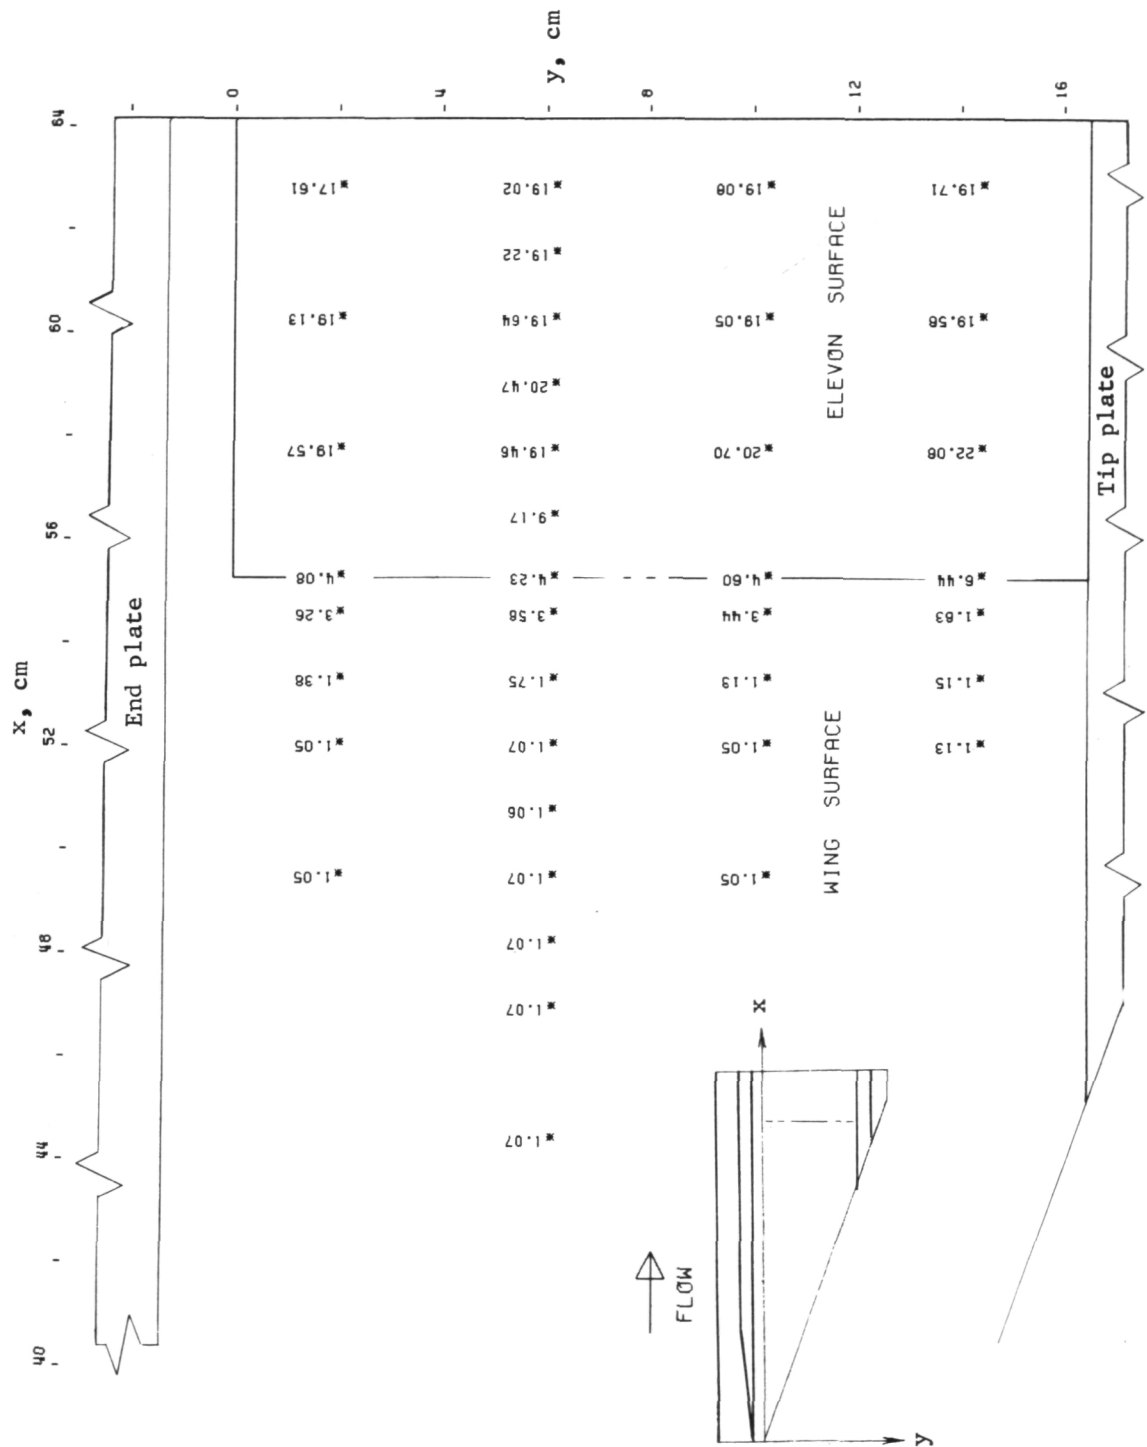 x, cm
40 44 48 52 56 60 64
End plate
0
1.05 1.05 1.38 3.26 4.08 19.57 19.13 17.61
4
1.07 1.07 1.07 1.07 1.06 1.07 1.75 3.58 4.23 9.17 19.46 20.47 19.64 19.22 19.02
y, cm
8
FLOW
1.05 1.05 1.13 3.44 4.60 20.70 19.05 19.08
x
WING SURFACE
ELEVON SURFACE
12
1.13 1.15 1.83 6.44 22.08 19.58 19.71
y
16
Tip plate